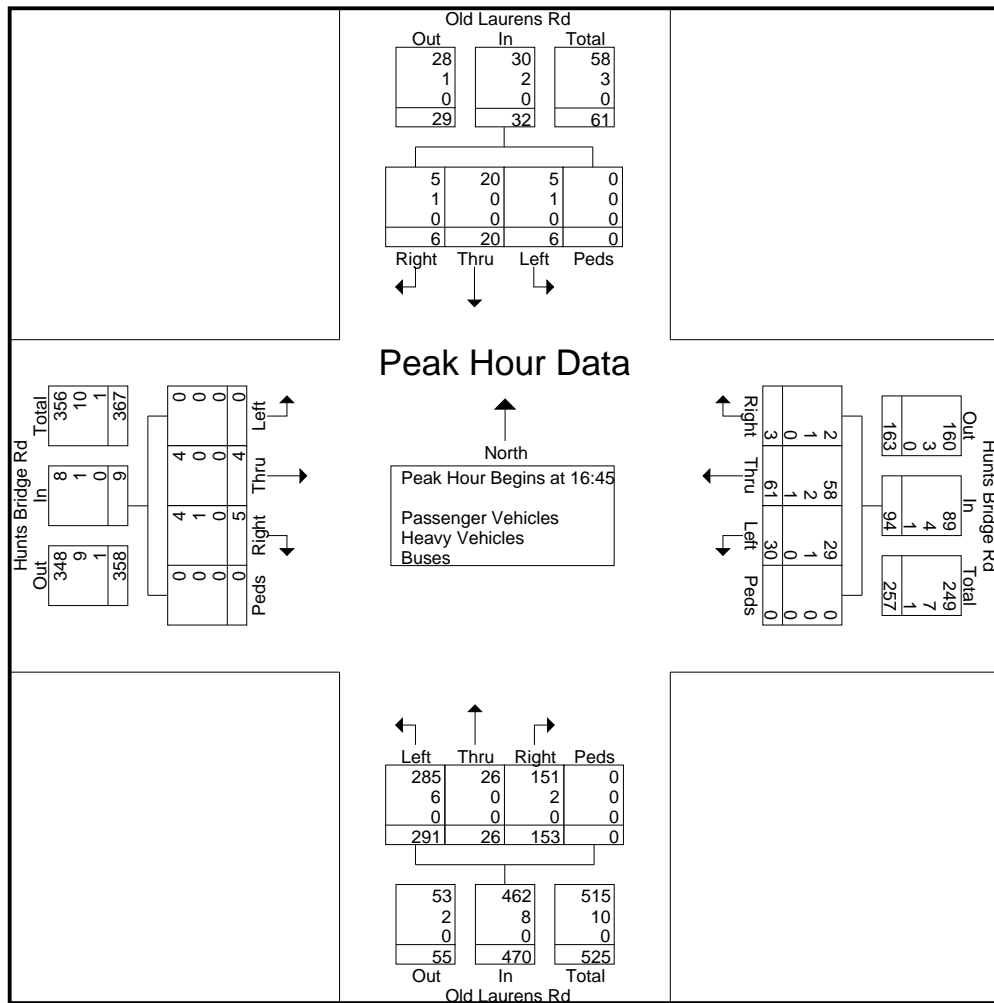 Old Laurens Rd
Out In Total
28 30 58
1 2 3
0 0 0
29 32 61
5 20 5 0
1 0 1 0
0 0 0 0
6 20 6 0
Right Thru Left Peds
Peak Hour Data
Hunts Bridge Rd
Total In Out
356 8 348
10 1 9
1 0 1
367 9 358
0 4 4 0
0 0 1 0
0 0 0 0
0 4 5 0
Left Thru Right Peds
North
Peak Hour Begins at 16:45
Passenger Vehicles
Heavy Vehicles
Buses
Right Thru Left Peds
3 61 30 0
0 1 0 0
1 2 1 0
2 58 29 0
163 94 257
0 1 1
3 4 7
160 89 249
Out In Total
Hunts Bridge Rd
Left Thru Right Peds
285 26 151 0
6 0 2 0
0 0 0 0
291 26 153 0
53 462 515
2 8 10
0 0 0
55 470 525
Out In Total
Old Laurens Rd